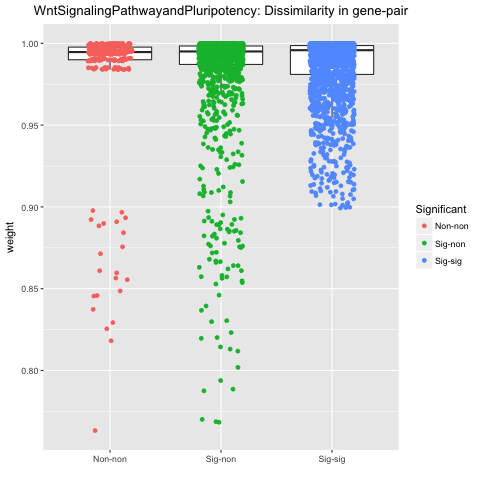 WntSignalingPathwayandPluripotency: Dissimilarity in gene-pair
1.00
0.95
0.90
0.85
0.80
weight
Non-non
Sig-non
Sig-sig
Significant
Non-non
Sig-non
Sig-sig